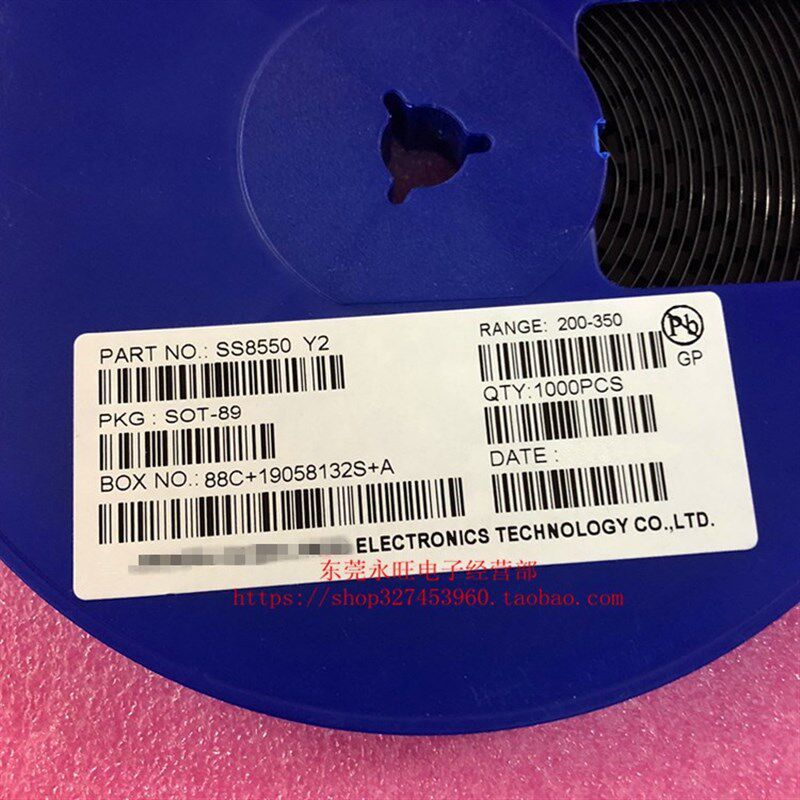 PART NO.: SS8550 Y2
RANGE: 200-350
Pb
GP
PKG : SOT-89
QTY:1000PCS
BOX NO.: 88C+19058132S+A
DATE :
ELECTRONICS TECHNOLOGY CO.,LTD.
东莞永旺电子经营部
https://shop327453960.taobao.com